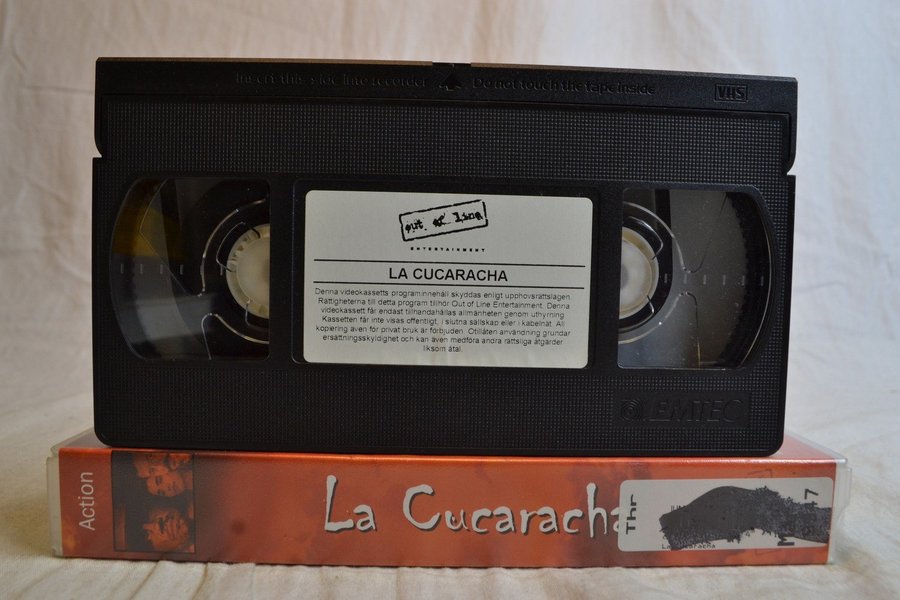 Insert this side into recorder
Do not touch the tape inside
VHS
out of line
ENTERTAINMENT
LA CUCARACHA
Denna videokassetts programinnehåll skyddas enligt upphovsrättslagen.
Rättigheterna till detta program tillhör Out of Line Entertainment. Denna
videokassett får endast tillhandahållas allmänheten genom uthyrning
Kassetten får inte visas offentligt, i slutna sällskap eller i kabelnät. All
kopiering även för privat bruk är förbjuden. Otillåten användning grundar
ersättningsskyldighet och kan även medföra andra rättsliga åtgärder
liksom åtal.
EMTEC
Action
La Cucaracha
Thr
La Cucaracha
47